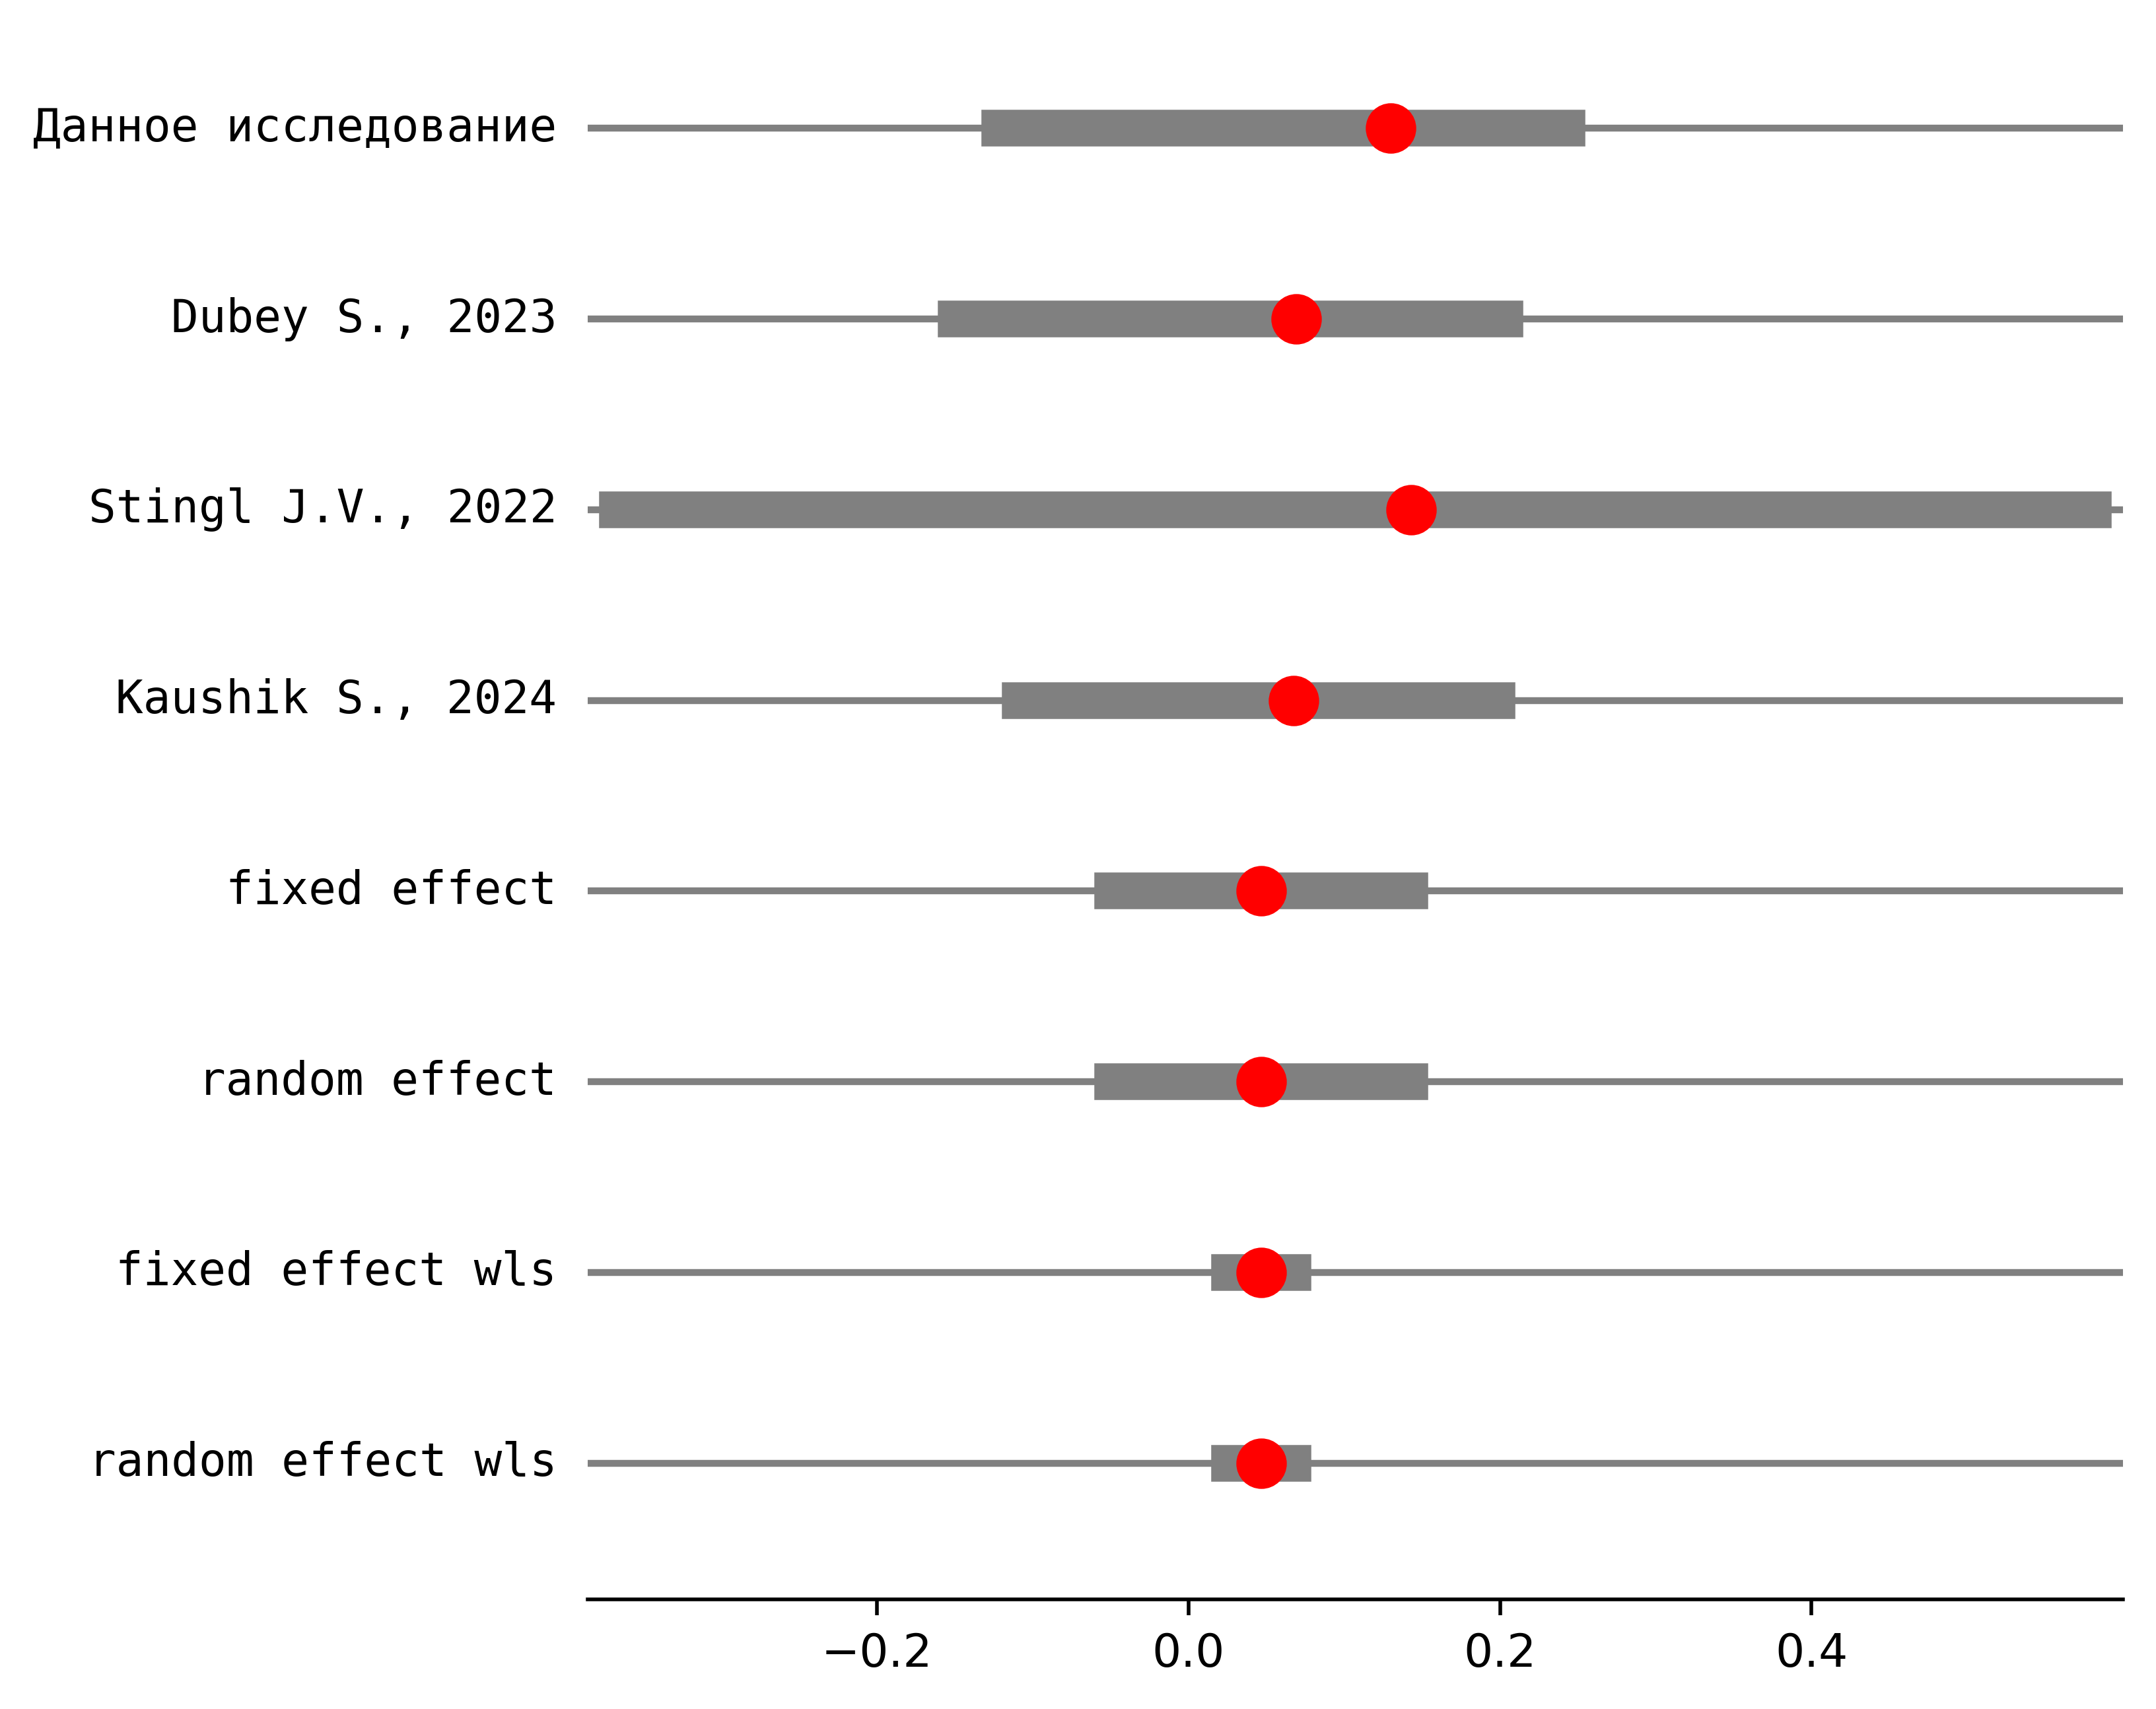 Данное исследование
Dubey S., 2023
Stingl J.V., 2022
Kaushik S., 2024
fixed effect
random effect
fixed effect wls
random effect wls
−0.2 0.0 0.2 0.4